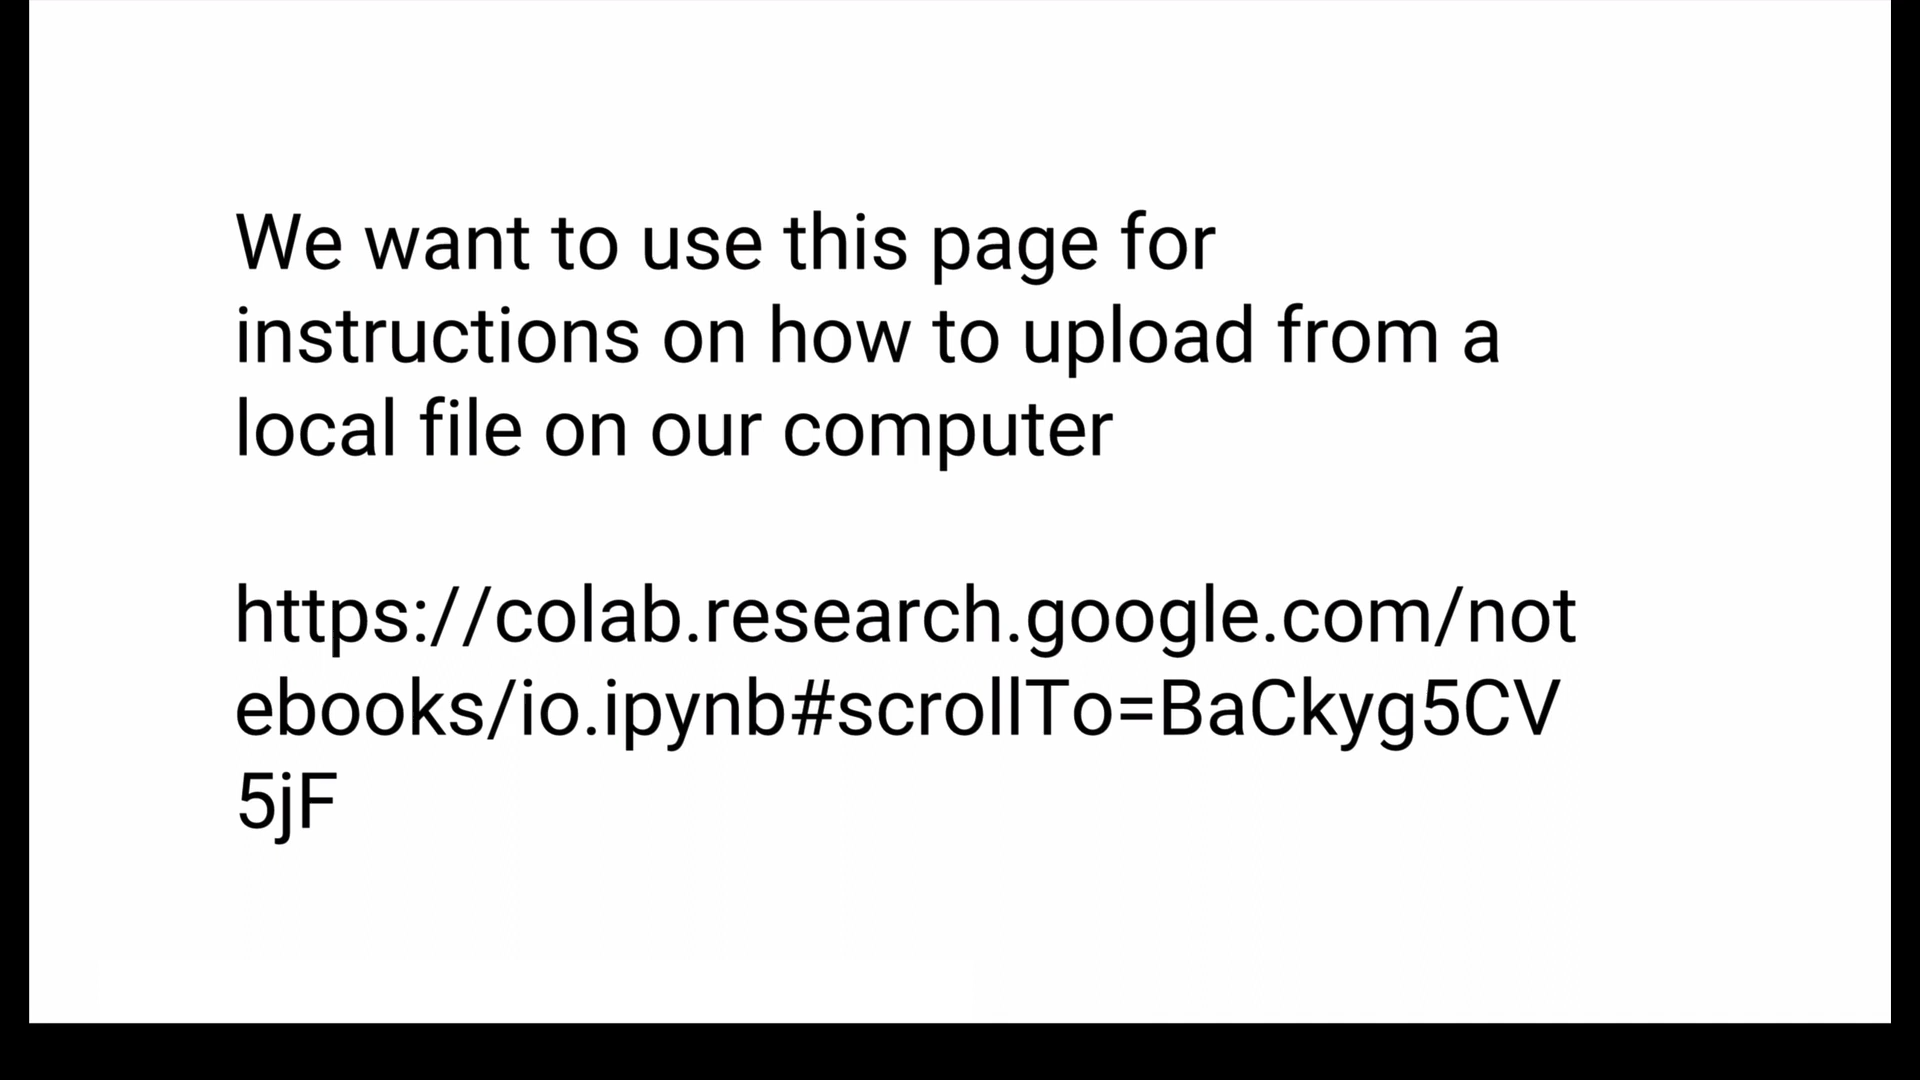 We want to use this page for
instructions on how to upload from a
local file on our computer
https://colab.research.google.com/not
ebooks/io.ipynb#scrollTo=BaCkyg5CV
5jF